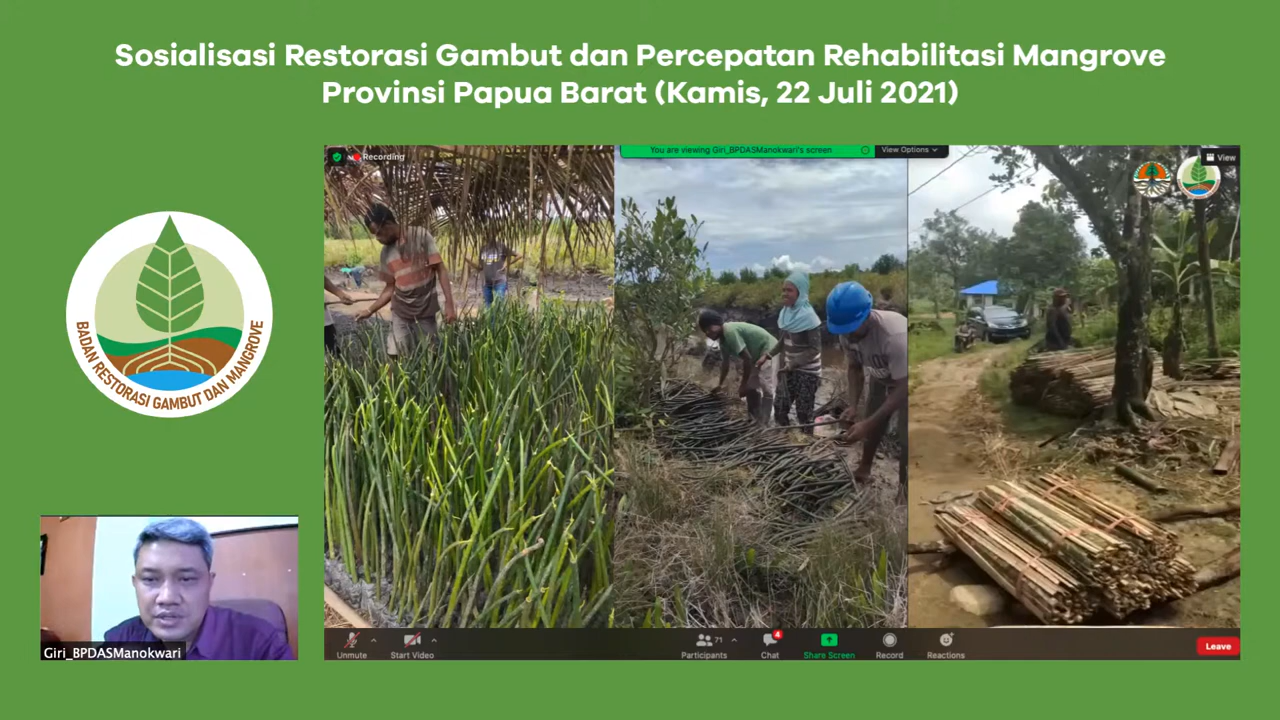 Sosialisasi Restorasi Gambut dan Percepatan Rehabilitasi Mangrove
Provinsi Papua Barat (Kamis, 22 Juli 2021)
Recording
You are viewing Giri_BPDASManokwari's screen
View Options
View
BADAN RESTORASI GAMBUT DAN MANGROVE
Giri_BPDASManokwari
Unmute
Start Video
Participants
71
Chat
4
Share Screen
Record
Reactions
Leave